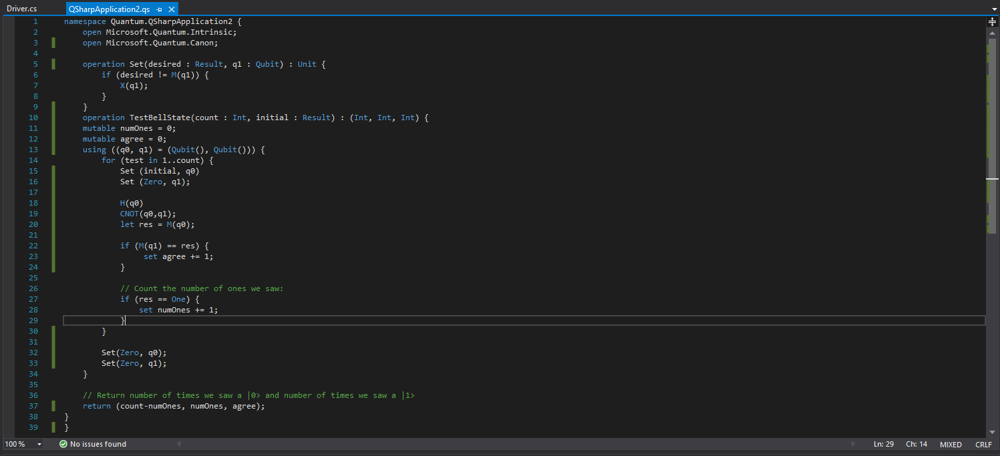 Driver.cs
QSharpApplication2.qs
1 namespace Quantum.QSharpApplication2 {
2 open Microsoft.Quantum.Intrinsic;
3 open Microsoft.Quantum.Canon;
4
5 operation Set(desired : Result, q1 : Qubit) : Unit {
6 if (desired != M(q1)) {
7 X(q1);
8 }
9 }
10 operation TestBellState(count : Int, initial : Result) : (Int, Int, Int) {
11 mutable numOnes = 0;
12 mutable agree = 0;
13 using ((q0, q1) = (Qubit(), Qubit())) {
14 for (test in 1..count) {
15 Set (initial, q0)
16 Set (Zero, q1);
17
18 H(q0)
19 CNOT(q0,q1);
20 let res = M(q0);
21
22 if (M(q1) == res) {
23 set agree += 1;
24 }
25
26 // Count the number of ones we saw:
27 if (res == One) {
28 set numOnes += 1;
29 }
30 }
31
32 Set(Zero, q0);
33 Set(Zero, q1);
34 }
35
36 // Return number of times we saw a |0> and number of times we saw a |1>
37 return (count-numOnes, numOnes, agree);
38 }
39 }
100 % No issues found Ln: 29 Ch: 14 MIXED CRLF